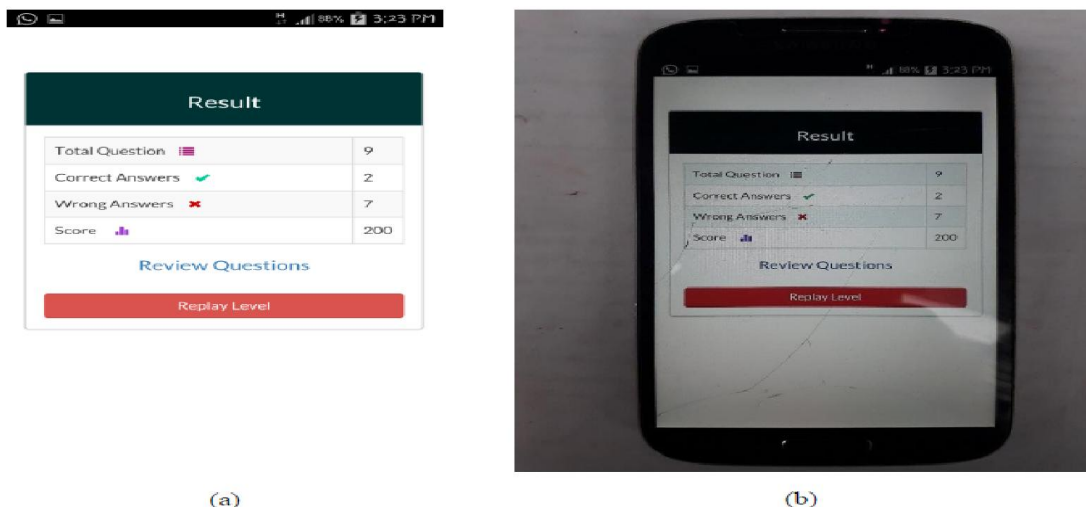 88% 3:23 PM
Result
Total Question 9
Correct Answers 2
Wrong Answers 7
Score 200
Review Questions
Replay Level
(a)
H 88% 3:23 PM
Result
Total Question 9
Correct Answers 2
Wrong Answers 7
Score 200
Review Questions
Replay Level
(b)